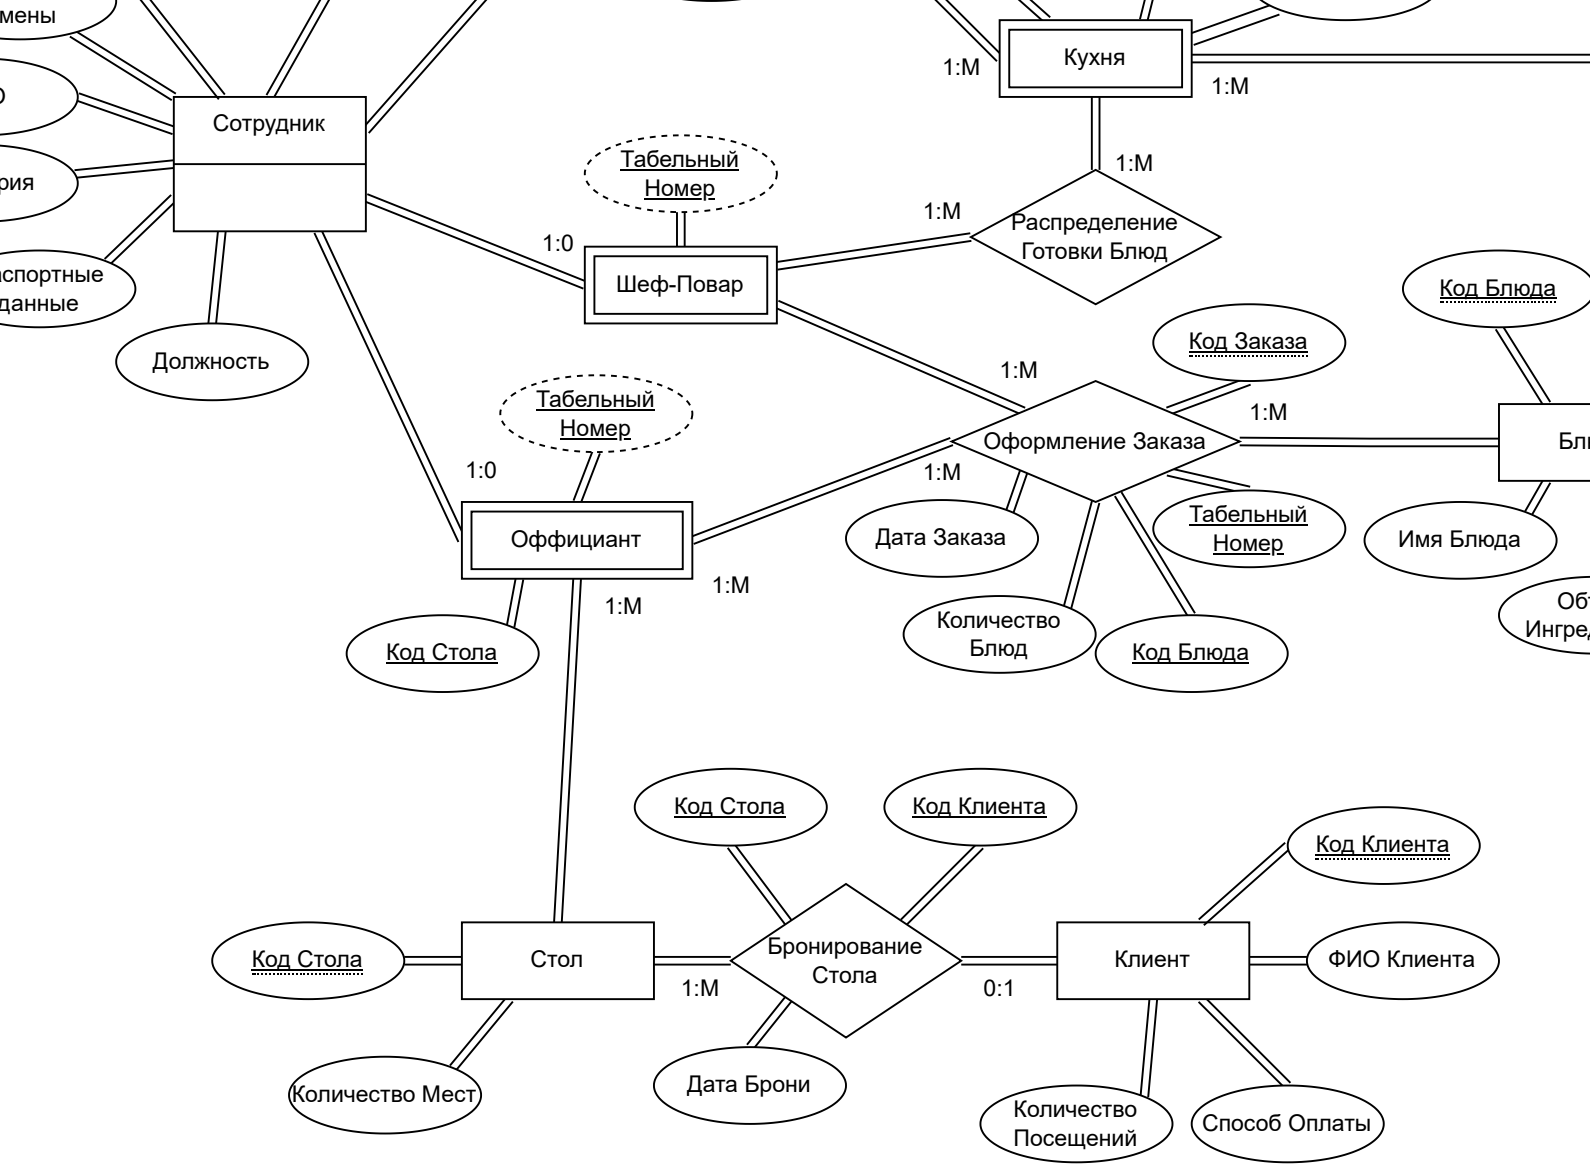 Кухня
1:M
1:M
Сотрудник
Табельный
Номер
1:M
1:M
Распределение
Готовки Блюд
1:0
Шеф-Повар
данные
Должность
Код Блюда
Код Заказа
1:M
1:M
Табельный
Номер
Оформление Заказа
1:M
1:0
Оффициант
Дата Заказа
Табельный
Номер
Имя Блюда
1:M
1:M
Количество
Блюд
Код Стола
Код Блюда
Код Стола
Код Клиента
Код Клиента
Код Стола
Стол
1:M
Бронирование
Стола
0:1
Клиент
ФИО Клиента
Количество Мест
Дата Брони
Количество
Посещений
Способ Оплаты